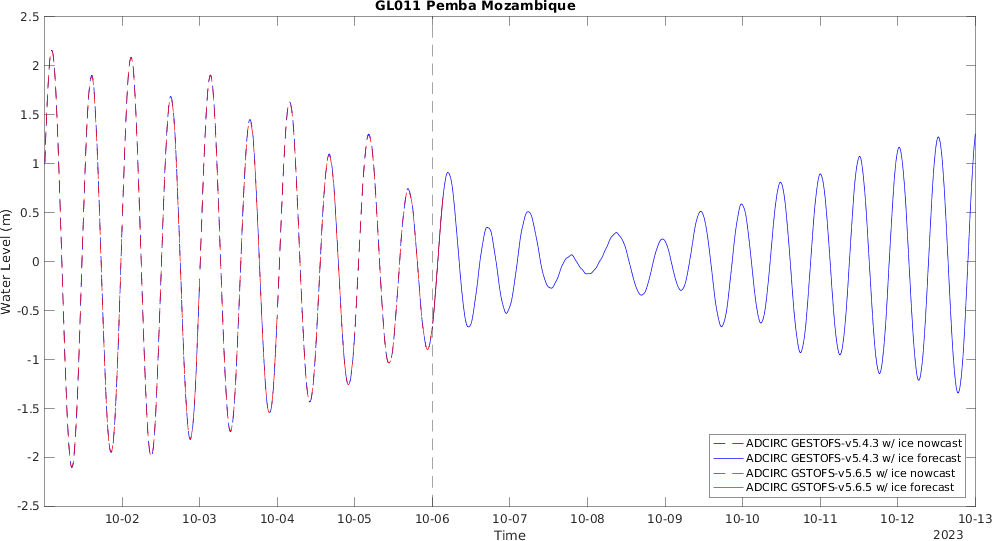 GL011 Pemba Mozambique
2.5
2
1.5
1
0.5
0
-0.5
-1
-1.5
-2
-2.5
Water Level (m)
ADCIRC GESTOFS-v5.4.3 w/ ice nowcast
ADCIRC GESTOFS-v5.4.3 w/ ice forecast
ADCIRC GSTOFS-v5.6.5 w/ ice nowcast
ADCIRC GSTOFS-v5.6.5 w/ ice forecast
10-02 10-03 10-04 10-05 10-06 10-07 10-08 10-09 10-10 10-11 10-12 10-13
Time
2023